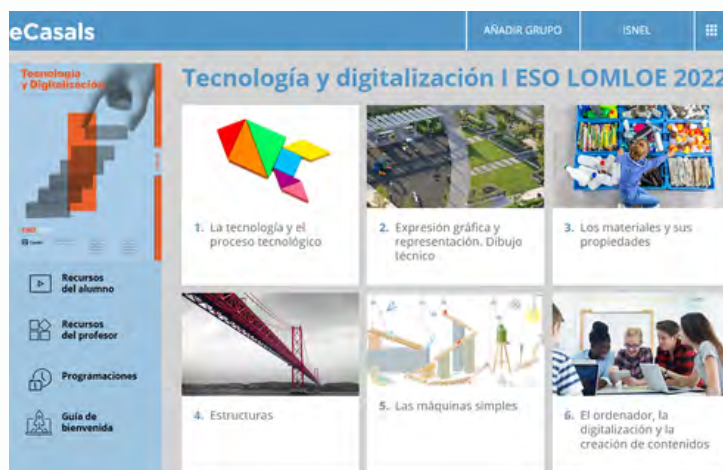 eCasals
AÑADIR GRUPO
ISNEL
Tecnología
y Digitalización
Tecnología y digitalización I ESO LOMLOE 2022
1. La tecnología y el
proceso tecnológico
2. Expresión gráfica y
representación. Dibujo
técnico
3. Los materiales y sus
propiedades
Recursos
del alumno
Recursos
del profesor
Programaciones
Guía de
bienvenida
4. Estructuras
5. Las máquinas simples
6. El ordenador, la
digitalización y la
creación de contenidos